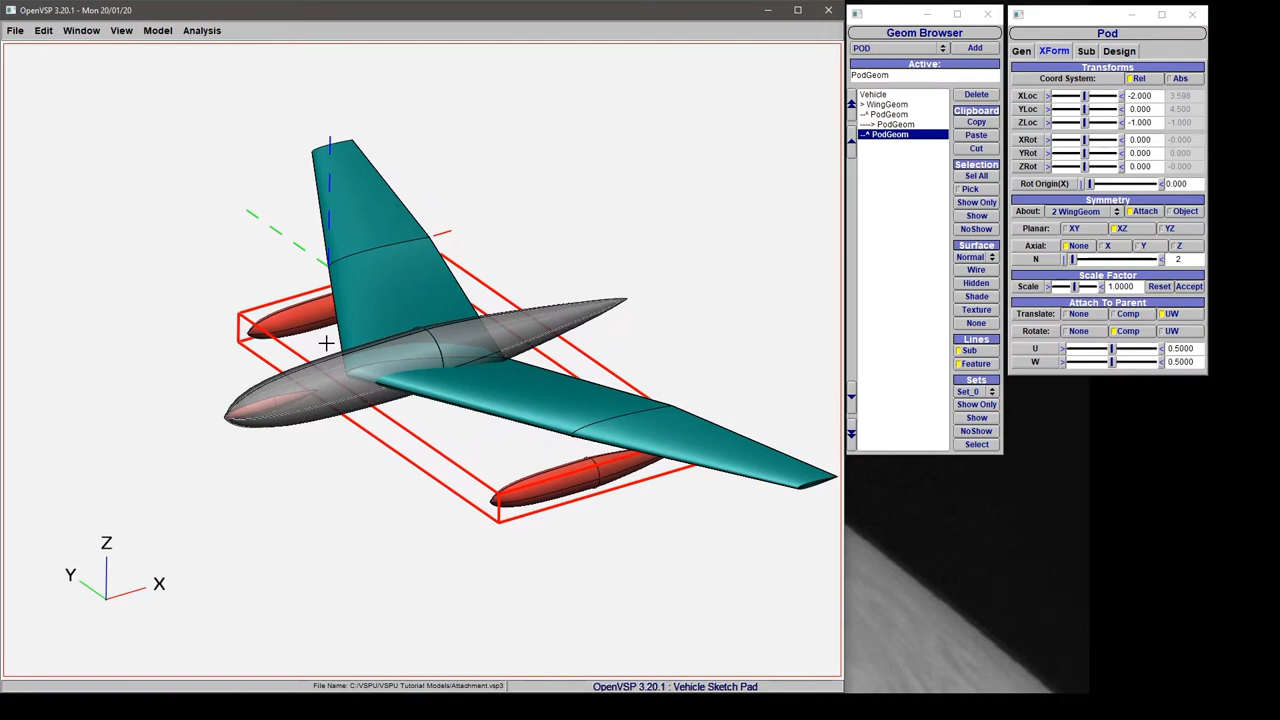 OpenVSP 3.20.1 - Mon 20/01/20
File Edit Window View Model Analysis
Z
Y
X
File Name: C:/VSPU/VSPU Tutorial Models/Attachment.vsp3
OpenVSP 3.20.1 : Vehicle Sketch Pad
Geom Browser
POD Add
Active:
PodGeom
Vehicle
> WingGeom
--^ PodGeom
----> PodGeom
--^ PodGeom
Delete
Clipboard
Copy
Paste
Cut
Selection
Sel All
Pick
Show Only
Show
NoShow
Surface
Normal
Wire
Hidden
Shade
Texture
None
Lines
Sub
Feature
Sets
Set_0
Show Only
Show
NoShow
Select
Pod
Gen XForm Sub Design
Transforms
Coord System: Rel Abs
XLoc > < -2.000 3.598
YLoc > < 0.000 4.500
ZLoc > < -1.000 -1.000
XRot > < 0.000 -0.000
YRot > < 0.000 0.000
ZRot > < 0.000 -0.000
Rot Origin(X) < 0.000
Symmetry
About: 2 WingGeom Attach Object
Planar: XY XZ YZ
Axial: None X Y Z
N < 2
Scale Factor
Scale > < 1.0000 Reset Accept
Attach To Parent
Translate: None Comp UW
Rotate: None Comp UW
U > < 0.5000
W > < 0.5000